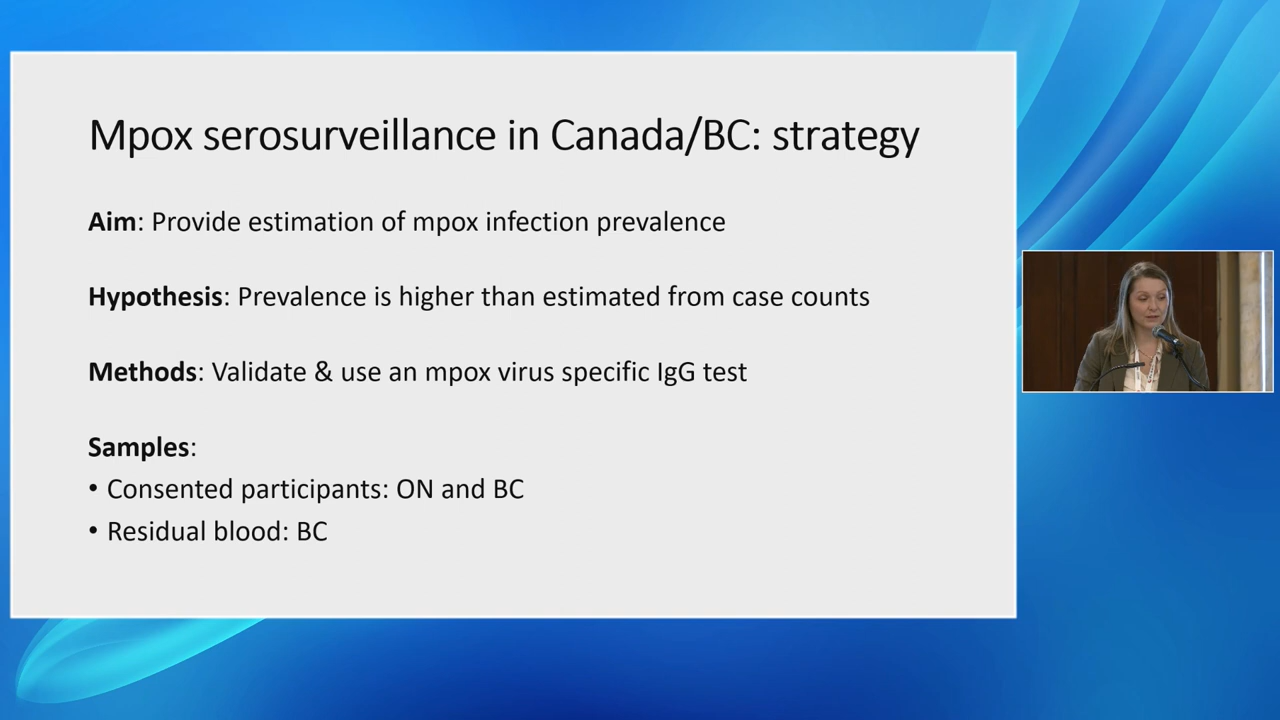 Mpox serosurveillance in Canada/BC: strategy
Aim: Provide estimation of mpox infection prevalence
Hypothesis: Prevalence is higher than estimated from case counts
Methods: Validate & use an mpox virus specific IgG test
Samples:
• Consented participants: ON and BC
• Residual blood: BC